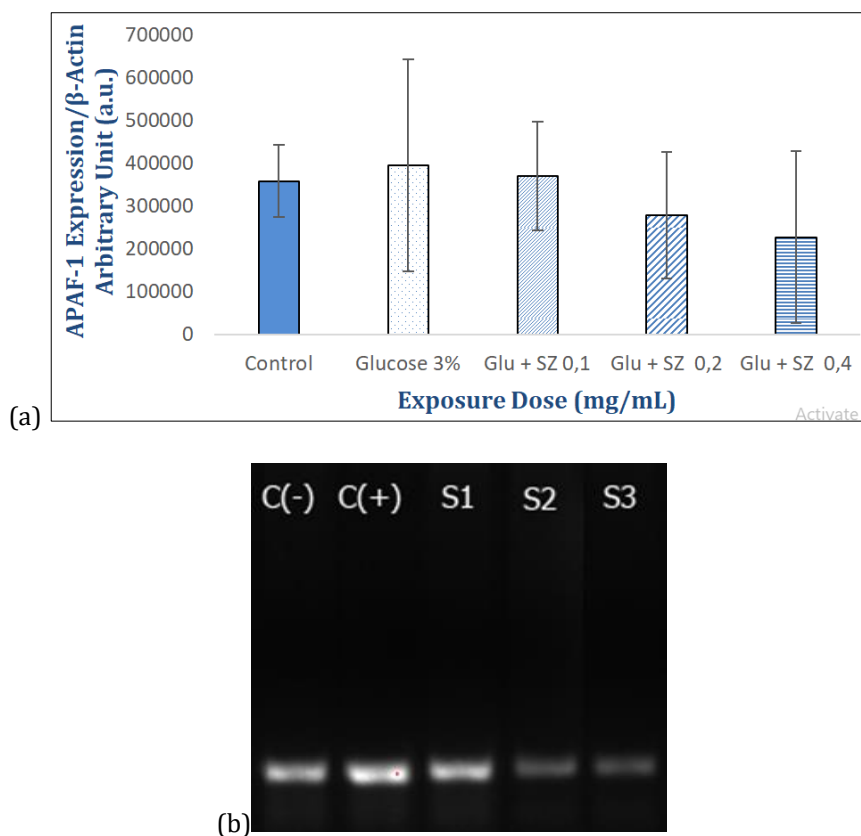 700000
600000
500000
400000
300000
200000
100000
0
APAF-1 Expression/β-Actin
Arbitrary Unit (a.u.)
Control Glucose 3% Glu + SZ 0,1 Glu + SZ 0,2 Glu + SZ 0,4
Exposure Dose (mg/mL)
Activate
(a)
C(-) C(+) S1 S2 S3
(b)